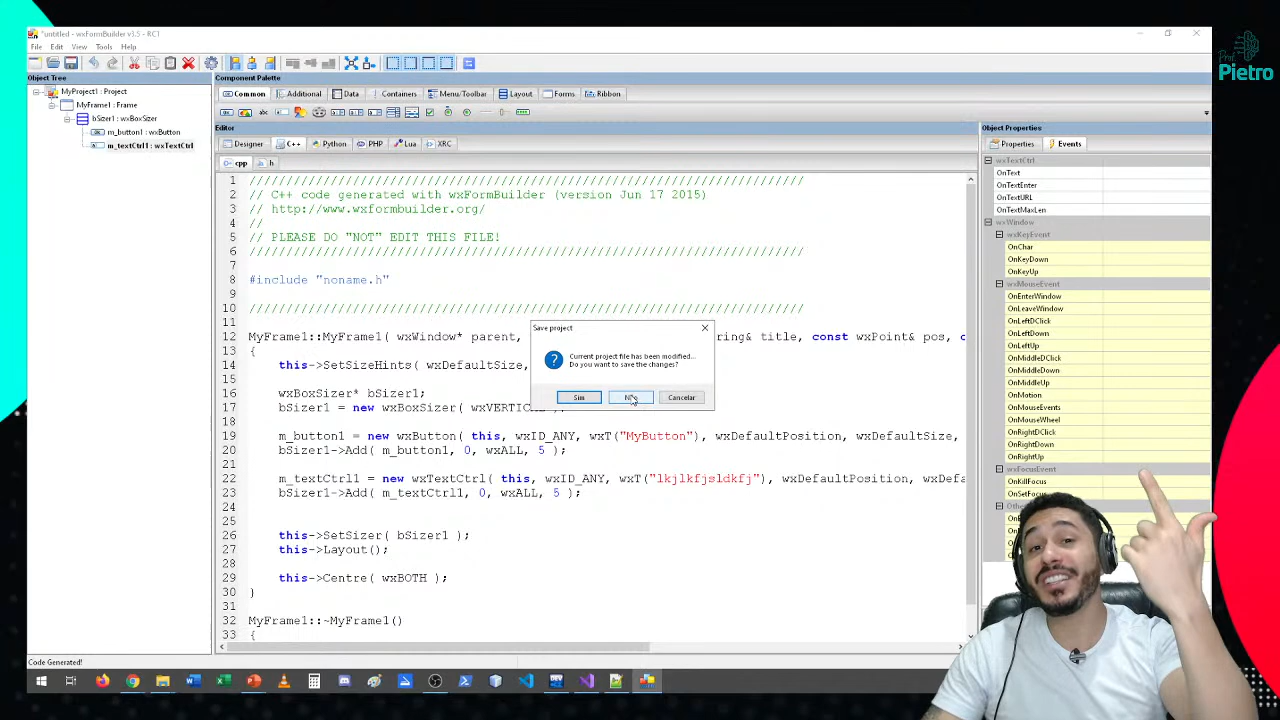 *untitled - wxFormBuilder v3.5 - RC1
File Edit View Tools Help
Prof.
Pietro
Object Tree
Component Palette
MyProject1 : Project
MyFrame1 : Frame
bSizer1 : wxBoxSizer
m_button1 : wxButton
m_textCtrl1 : wxTextCtrl
Common Additional Data Containers Menu/Toolbar Layout Forms Ribbon
Editor
Designer C++ Python PHP Lua XRC
cpp h
1 ////////////////////////////////////////////////////////////////////////////
2 // C++ code generated with wxFormBuilder (version Jun 17 2015)
3 // http://www.wxformbuilder.org/
4 //
5 // PLEASE DO "NOT" EDIT THIS FILE!
6 ////////////////////////////////////////////////////////////////////////////
7
8 #include "noname.h"
9
10 ////////////////////////////////////////////////////////////////////////////
11
12 MyFrame1::MyFrame1( wxWindow* parent, ring& title, const wxPoint& pos,
13 {
14 this->SetSizeHints( wxDefaultSize,
15
16 wxBoxSizer* bSizer1;
17 bSizer1 = new wxBoxSizer( wxVERTICAL
18
19 m_button1 = new wxButton( this, wxID_ANY, wxT("MyButton"), wxDefaultPosition, wxDefaultSize,
20 bSizer1->Add( m_button1, 0, wxALL, 5 );
21
22 m_textCtrl1 = new wxTextCtrl( this, wxID_ANY, wxT("lkjlkfjsldkfj"), wxDefaultPosition, wxDefa
23 bSizer1->Add( m_textCtrl1, 0, wxALL, 5 );
24
25
26 this->SetSizer( bSizer1 );
27 this->Layout();
28
29 this->Centre( wxBOTH );
30 }
31
32 MyFrame1::~MyFrame1()
33 {
Save project
Current project file has been modified...
Do you want to save the changes?
Sim Cancelar
Object Properties
Properties Events
wxTextCtrl
OnText
OnTextEnter
OnTextURL
OnTextMaxLen
wxWindow
wxKeyEvent
OnChar
OnKeyDown
OnKeyUp
wxMouseEvent
OnEnterWindow
OnLeaveWindow
OnLeftDClick
OnLeftDown
OnLeftUp
OnMiddleDClick
OnMiddleDown
OnMiddleUp
OnMotion
OnMouseEvents
OnMouseWheel
OnRightDClick
OnRightDown
OnRightUp
wxFocusEvent
OnKillFocus
OnSetFocus
Code Generated!